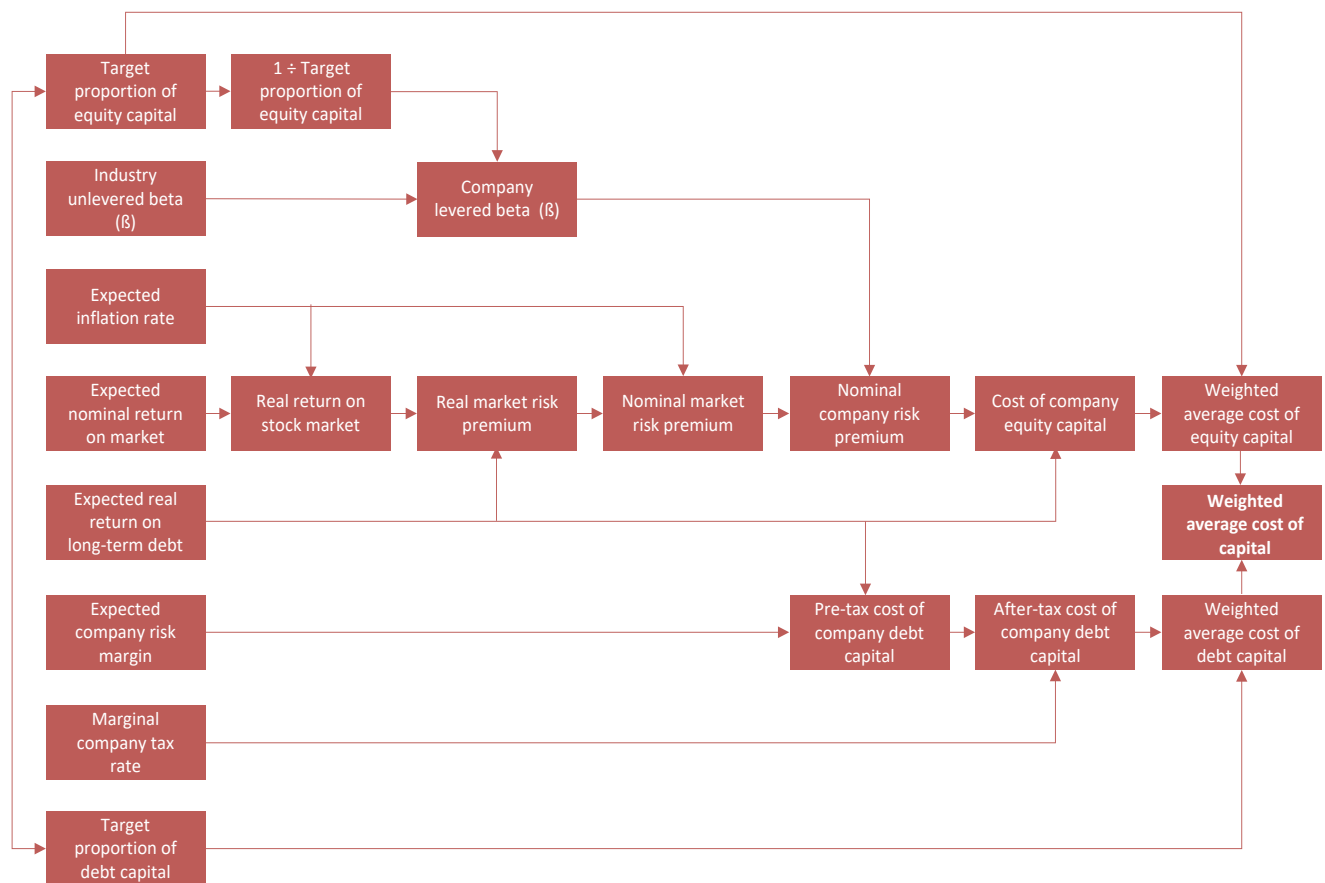 Target
proportion of
equity capital
1 ÷ Target
proportion of
equity capital
Industry
unlevered beta
(ß)
Company
levered beta  (ß)
Expected
inflation rate
Expected
nominal return
on market
Real return on
stock market
Real market risk
premium
Nominal market
risk premium
Nominal
company risk
premium
Cost of company
equity capital
Weighted
average cost of
equity capital
Expected real
return on
long-term debt
Weighted
average cost of
capital
Expected
company risk
margin
Pre-tax cost of
company debt
capital
After-tax cost of
company debt
capital
Weighted
average cost of
debt capital
Marginal
company tax
rate
Target
proportion of
debt capital